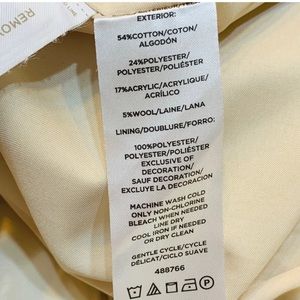 EXTERIOR:
54%COTTON/COTON/
ALGODÓN
24%POLYESTER/
POLYESTER/POLIÉSTER
17%ACRYLIC/ACRYLIQUE/
ACRÍLICO
5%WOOL/LAINE/LANA
LINING/DOUBLURE/FORRO:
100%POLYESTER/
POLYESTER/POLIÉSTER
EXCLUSIVE OF
DECORATION/
SAUF DECORATION/
EXCLUYE LA DECORACION
MACHINE WASH COLD
ONLY NON-CHLORINE
BLEACH WHEN NEEDED
LINE DRY
COOL IRON IF NEEDED
OR DRY CLEAN
GENTLE CYCLE/CYCLE
DÉLICAT/CICLO SUAVE
488766
REMO